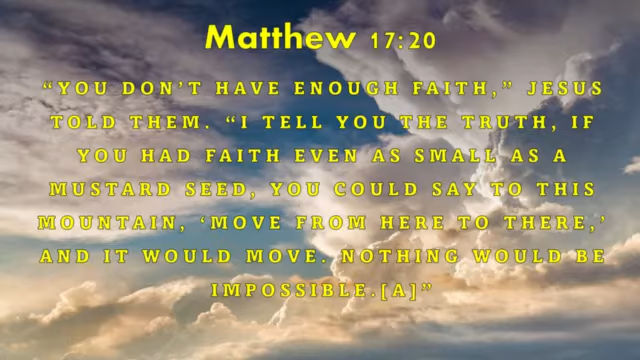 Matthew 17:20
“YOU DON’T HAVE ENOUGH FAITH,” JESUS
TOLD THEM. “I TELL YOU THE TRUTH, IF
YOU HAD FAITH EVEN AS SMALL AS A
MUSTARD SEED, YOU COULD SAY TO THIS
MOUNTAIN, ‘MOVE FROM HERE TO THERE,’
AND IT WOULD MOVE. NOTHING WOULD BE
IMPOSSIBLE.[A]”